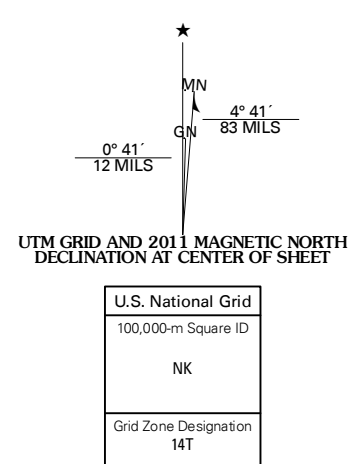 MN
4° 41´
83 MILS
GN
0° 41´
12 MILS
UTM GRID AND 2011 MAGNETIC NORTH
DECLINATION AT CENTER OF SHEET
U.S. National Grid
100,000-m Square ID
NK
Grid Zone Designation
14T